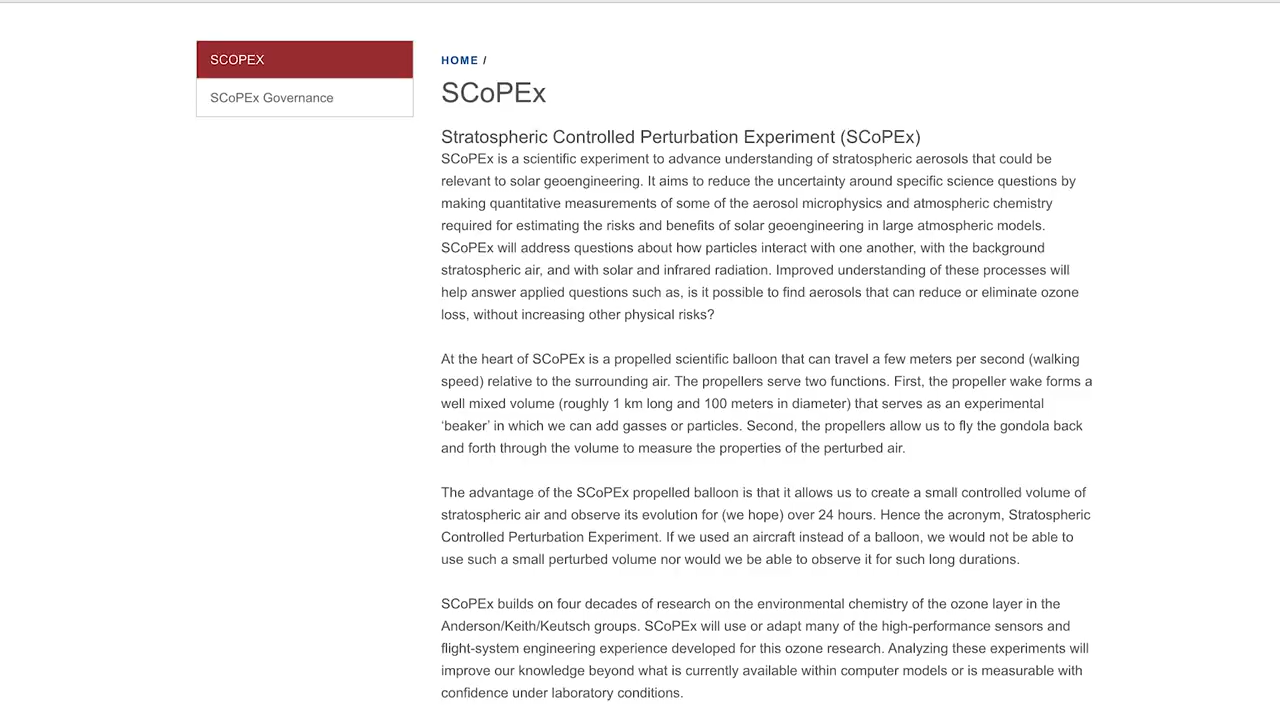 SCOPEX
SCoPEx Governance
HOME /
SCoPEx
Stratospheric Controlled Perturbation Experiment (SCoPEx)
SCoPEx is a scientific experiment to advance understanding of stratospheric aerosols that could be
relevant to solar geoengineering. It aims to reduce the uncertainty around specific science questions by
making quantitative measurements of some of the aerosol microphysics and atmospheric chemistry
required for estimating the risks and benefits of solar geoengineering in large atmospheric models.
SCoPEx will address questions about how particles interact with one another, with the background
stratospheric air, and with solar and infrared radiation. Improved understanding of these processes will
help answer applied questions such as, is it possible to find aerosols that can reduce or eliminate ozone
loss, without increasing other physical risks?
At the heart of SCoPEx is a propelled scientific balloon that can travel a few meters per second (walking
speed) relative to the surrounding air. The propellers serve two functions. First, the propeller wake forms a
well mixed volume (roughly 1 km long and 100 meters in diameter) that serves as an experimental
‘beaker’ in which we can add gasses or particles. Second, the propellers allow us to fly the gondola back
and forth through the volume to measure the properties of the perturbed air.
The advantage of the SCoPEx propelled balloon is that it allows us to create a small controlled volume of
stratospheric air and observe its evolution for (we hope) over 24 hours. Hence the acronym, Stratospheric
Controlled Perturbation Experiment. If we used an aircraft instead of a balloon, we would not be able to
use such a small perturbed volume nor would we be able to observe it for such long durations.
SCoPEx builds on four decades of research on the environmental chemistry of the ozone layer in the
Anderson/Keith/Keutsch groups. SCoPEx will use or adapt many of the high-performance sensors and
flight-system engineering experience developed for this ozone research. Analyzing these experiments will
improve our knowledge beyond what is currently available within computer models or is measurable with
confidence under laboratory conditions.